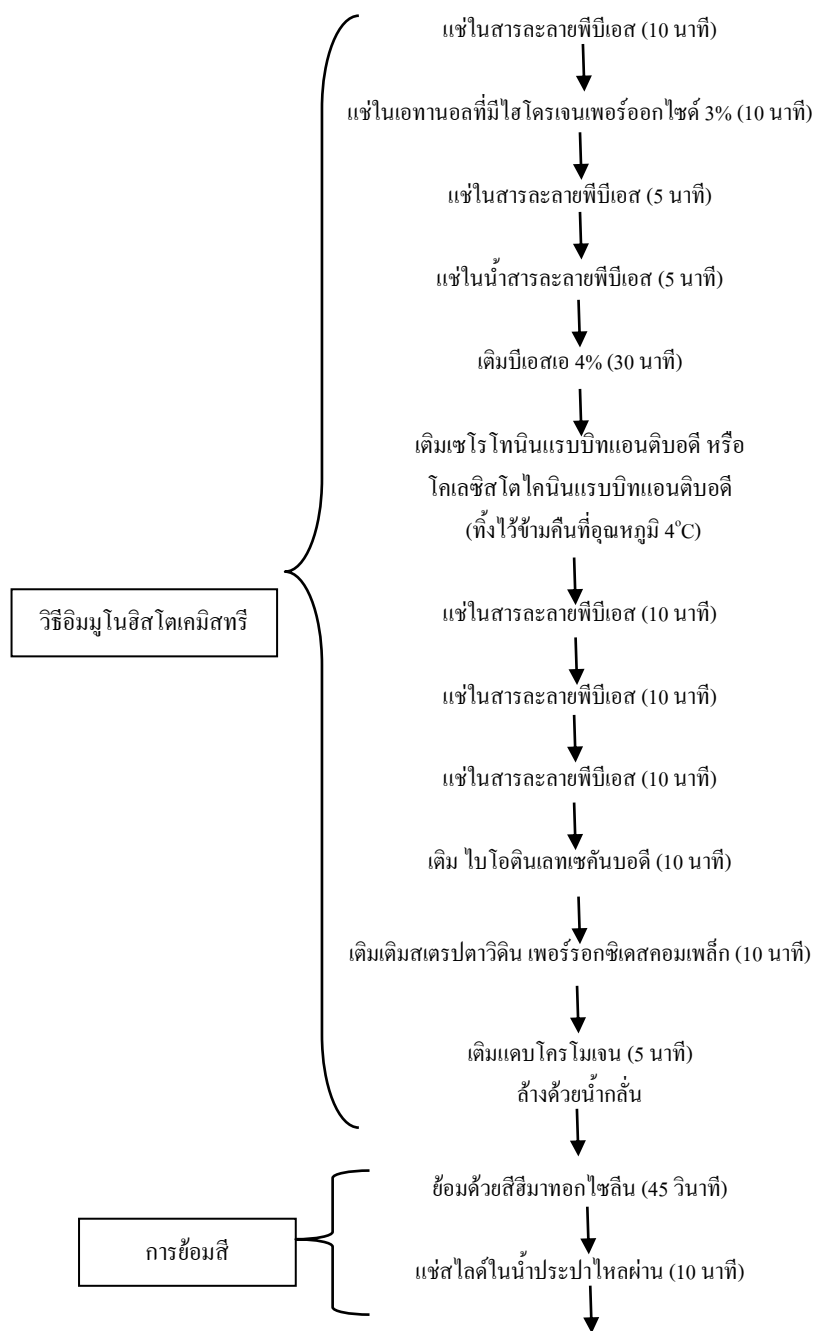 แช่ในสารละลายพีบีเอส (10 นาที)
แช่ในเอทานอลที่มีไฮโดรเจนเพอร์ออกไซด์ 3% (10 นาที)
แช่ในสารละลายพีบีเอส (5 นาที)
แช่ในน้ำสารละลายพีบีเอส (5 นาที)
เติมบีเอสเอ 4% (30 นาที)
เติมเซโรโทนินแรบบิทแอนติบอดี หรือ
โคเลซิสโตไคนินแรบบิทแอนติบอดี
(ทิ้งไว้ข้ามคืนที่อุณหภูมิ 4°C)
วิธีอิมมูโนฮิสโตเคมิสทรี
แช่ในสารละลายพีบีเอส (10 นาที)
แช่ในสารละลายพีบีเอส (10 นาที)
แช่ในสารละลายพีบีเอส (10 นาที)
เติม ไบโอตินเลทเซคันบอดี (10 นาที)
เติมเติมสเตรปตาวิดิน เพอร์รอกซิเดสคอมเพล็ก (10 นาที)
เติมแดบโครโมเจน (5 นาที)
ล้างด้วยน้ำกลั่น
ย้อมด้วยสีฮีมาทอกไซลีน (45 วินาที)
การย้อมสี
แช่สไลด์ในน้ำประปาไหลผ่าน (10 นาที)